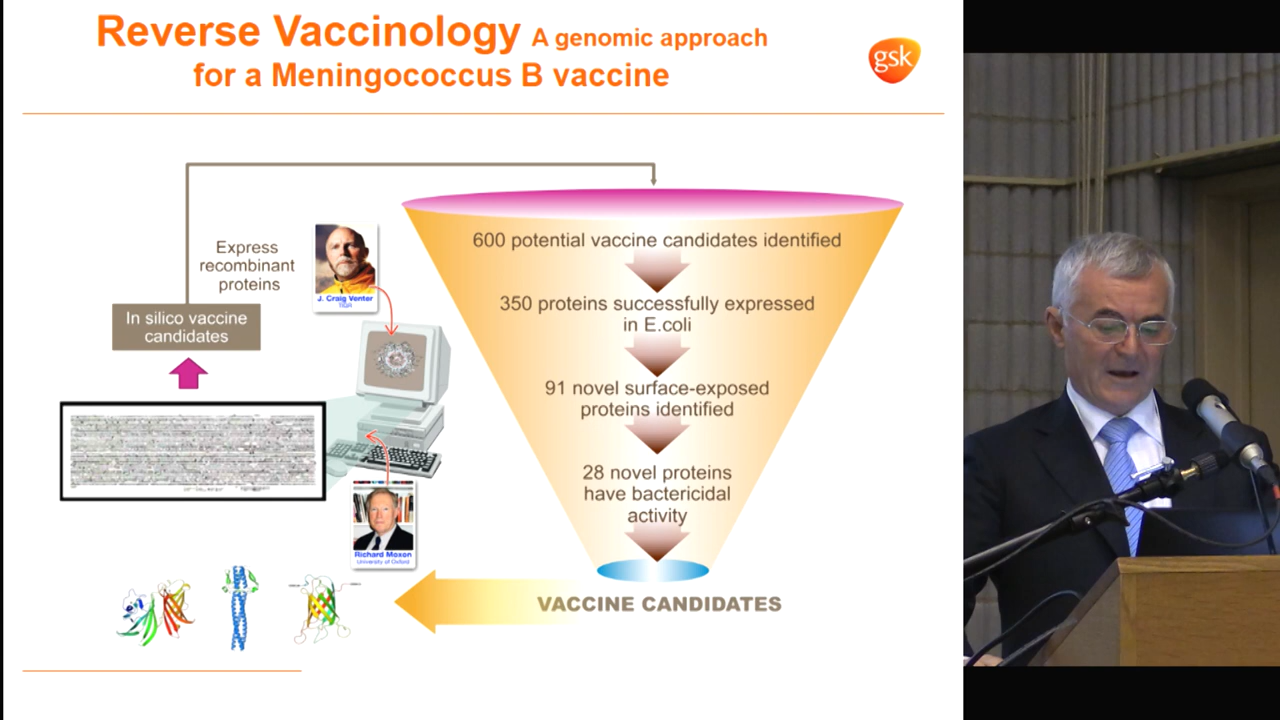 Reverse Vaccinology A genomic approach
for a Meningococcus B vaccine
gsk
Express
recombinant
proteins
J. Craig Venter
TIGR
In silico vaccine
candidates
600 potential vaccine candidates identified
350 proteins successfully expressed
in E.coli
91 novel surface-exposed
proteins identified
28 novel proteins
have bactericidal
activity
Richard Moxon
University of Oxford
VACCINE CANDIDATES